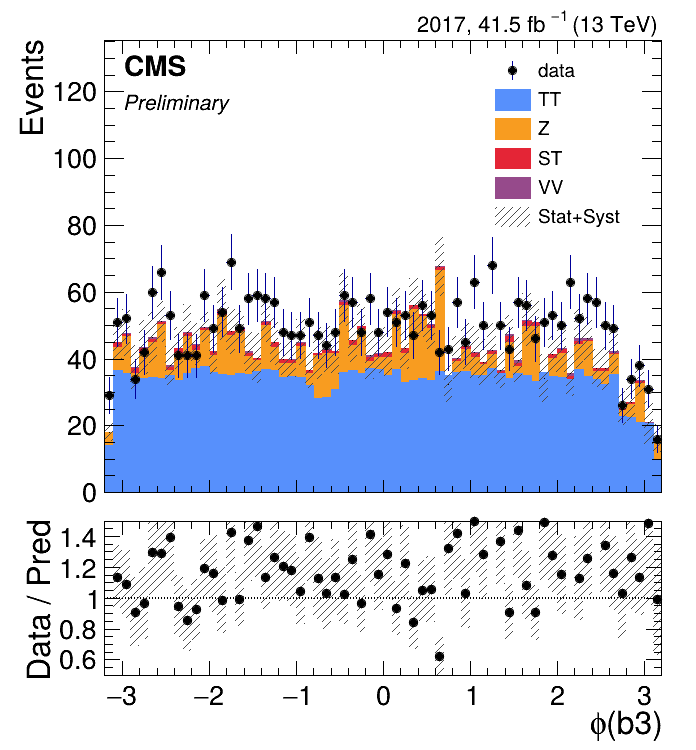 2017, 41.5 fb⁻¹ (13 TeV)
Events
CMS
Preliminary
data
TT
Z
ST
VV
Stat+Syst
120
100
80
60
40
20
0
Data / Pred
1.4
1.2
1
0.8
0.6
−3 −2 −1 0 1 2 3
ϕ(b3)